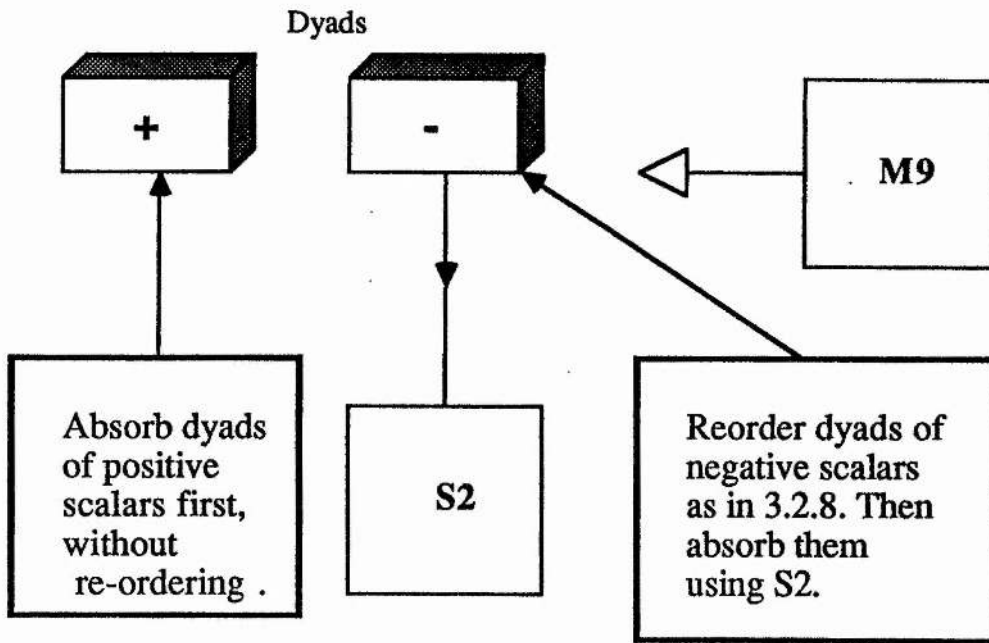 Dyads
+
-
M9
Absorb dyads
of positive
scalars first,
without
re-ordering .
S2
Reorder dyads of
negative scalars
as in 3.2.8. Then
absorb them
using S2.